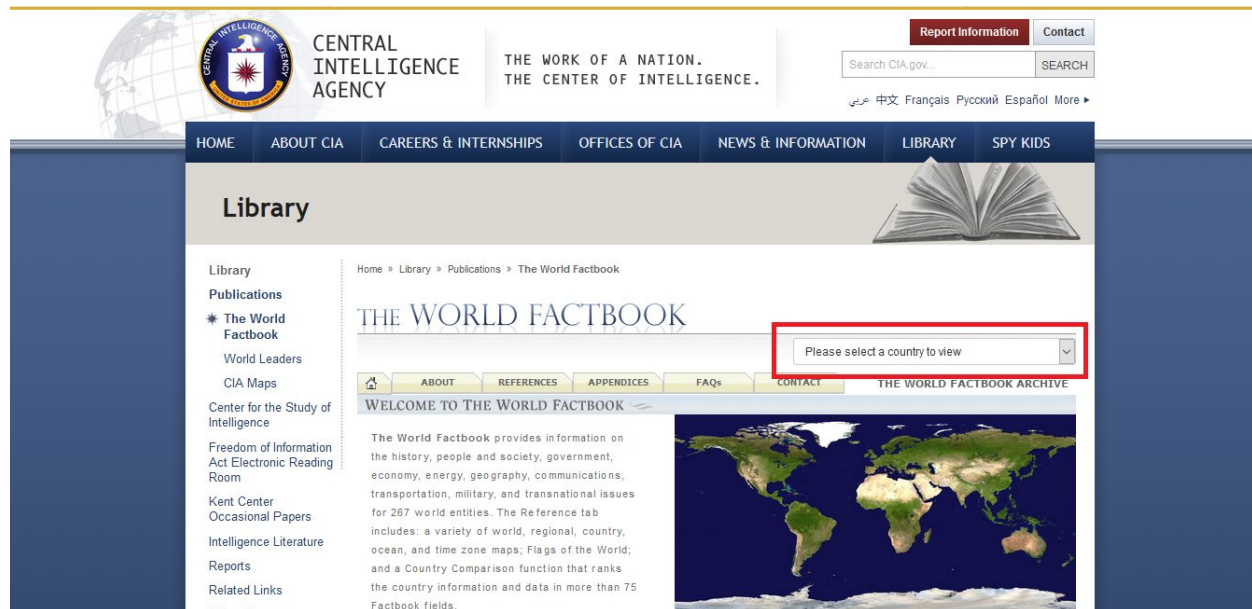 CENTRAL
INTELLIGENCE
AGENCY
THE WORK OF A NATION.
THE CENTER OF INTELLIGENCE.
Report Information
Contact
Search CIA.gov...
SEARCH
عربي 中文 Français Русский Español More ►
HOME ABOUT CIA CAREERS & INTERNSHIPS OFFICES OF CIA NEWS & INFORMATION LIBRARY SPY KIDS
Library
Library
Publications
The World
Factbook
World Leaders
CIA Maps
Center for the Study of
Intelligence
Freedom of Information
Act Electronic Reading
Room
Kent Center
Occasional Papers
Intelligence Literature
Reports
Related Links
Home » Library » Publications » The World Factbook
THE WORLD FACTBOOK
Please select a country to view
ABOUT REFERENCES APPENDICES FAQs CONTACT THE WORLD FACTBOOK ARCHIVE
WELCOME TO THE WORLD FACTBOOK
The World Factbook provides information on
the history, people and society, government,
economy, energy, geography, communications,
transportation, military, and transnational issues
for 267 world entities. The Reference tab
includes: a variety of world, regional, country,
ocean, and time zone maps; Flags of the World;
and a Country Comparison function that ranks
the country information and data in more than 75
Factbook fields.
CENTRAL INTELLIGENCE AGENCY
UNITED STATES OF AMERICA